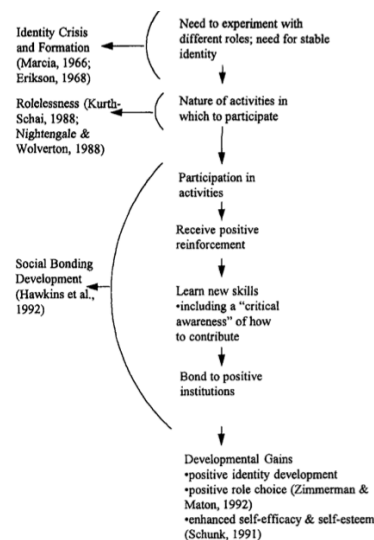 Need to experiment with
different roles; need for stable
identity
Identity Crisis
and Formation
(Marcia, 1966;
Erikson, 1968)
Nature of activities in
which to participate
Rolelessness (Kurth-
Schai, 1988;
Nightengale &
Wolverton, 1988)
Participation in
activities
Receive positive
reinforcement
Learn new skills
•including a “critical
awareness” of how
to contribute
Bond to positive
institutions
Social Bonding
Development
(Hawkins et al.,
1992)
Developmental Gains
•positive identity development
•positive role choice (Zimmerman &
Maton, 1992)
•enhanced self-efficacy & self-esteem
(Schunk, 1991)